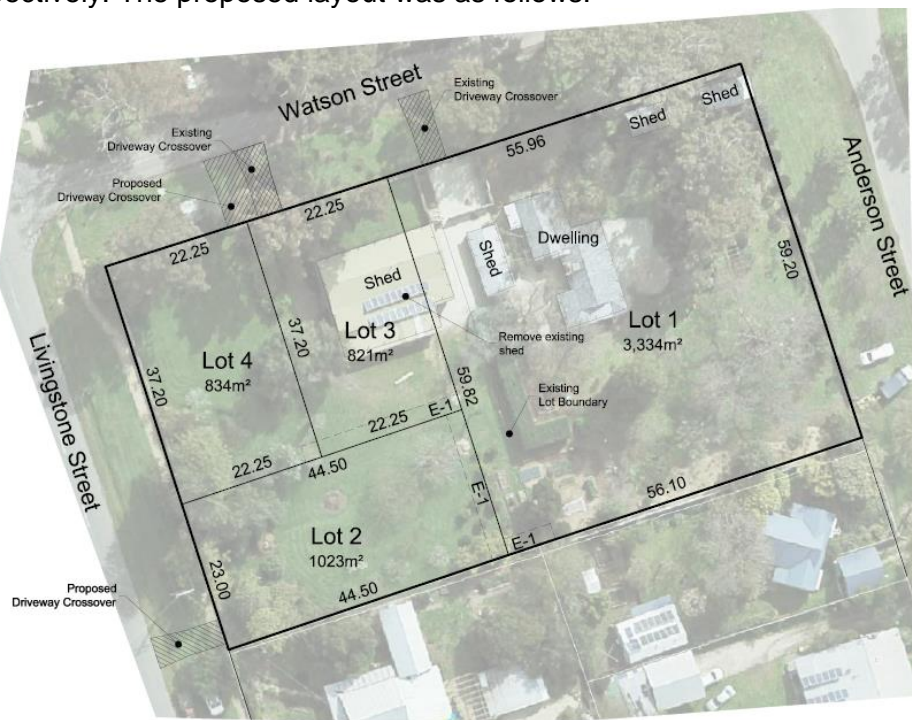 ectively. The proposed layout was as follows:
Watson Street
Existing
Driveway Crossover
Existing
Driveway Crossover
Proposed
Driveway Crossover
Shed
Shed
55.96
22.25
22.25
Anderson Street
59.20
Shed
Dwelling
Shed
Lot 1
3,334m²
Remove existing
shed
Lot 3
821m²
37.20
Lot 4
834m²
37.20
59.82
Livingstone Street
Existing
Lot Boundary
E-1
22.25
22.25
44.50
E-1
56.10
Lot 2
1023m²
E-1
23.00
44.50
Proposed
Driveway Crossover